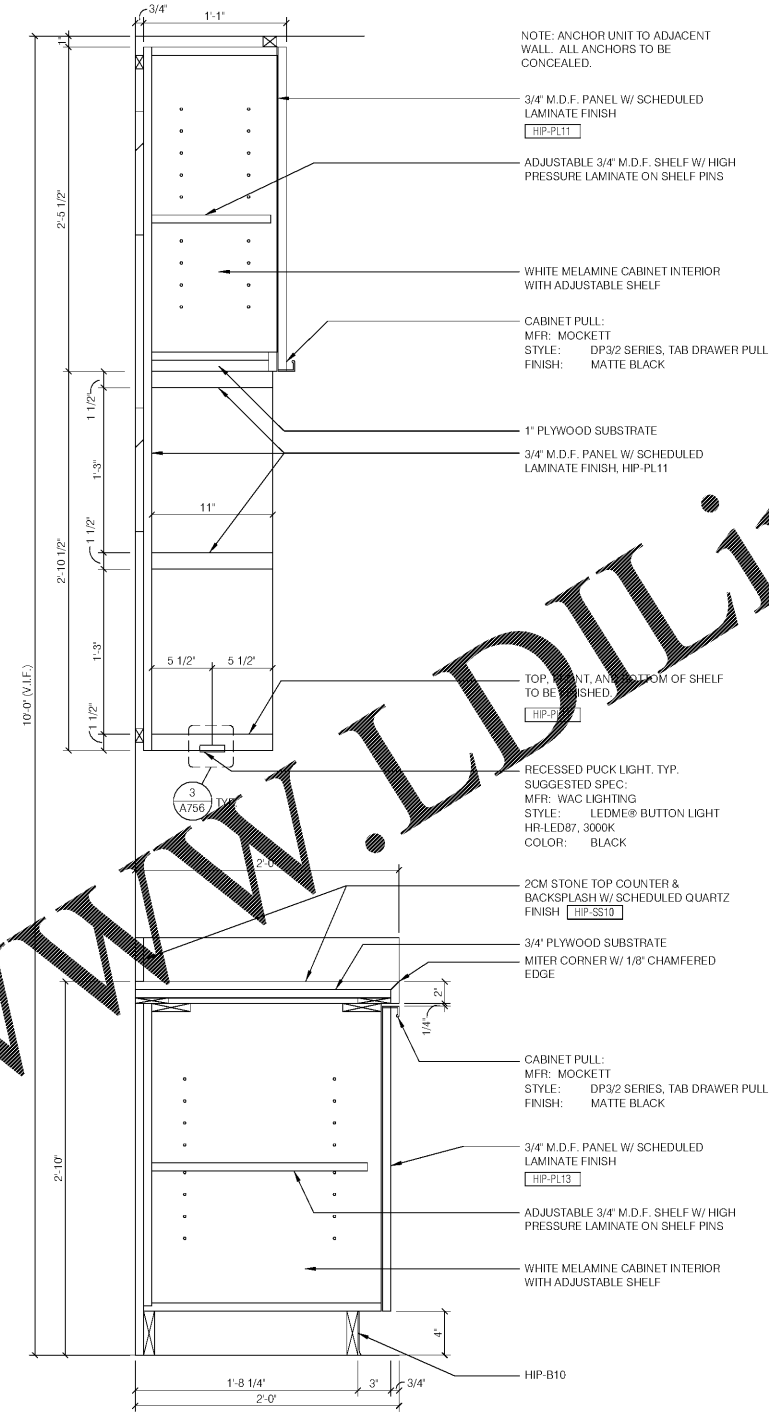 3/4"
1'-1"
1"
NOTE: ANCHOR UNIT TO ADJACENT
WALL. ALL ANCHORS TO BE
CONCEALED.
3/4" M.D.F. PANEL W/ SCHEDULED
LAMINATE FINISH
HIP-PL11
ADJUSTABLE 3/4" M.D.F. SHELF W/ HIGH
PRESSURE LAMINATE ON SHELF PINS
2'-5 1/2"
WHITE MELAMINE CABINET INTERIOR
WITH ADJUSTABLE SHELF
CABINET PULL:
MFR: MOCKETT
STYLE: DP3/2 SERIES, TAB DRAWER PULL
FINISH: MATTE BLACK
1 1/2"
1" PLYWOOD SUBSTRATE
3/4" M.D.F. PANEL W/ SCHEDULED
LAMINATE FINISH, HIP-PL11
1'-3"
11"
1 1/2"
2'-10 1/2"
10'-0" (V.I.F.)
1'-3"
5 1/2" 5 1/2"
TOP, AND BOTTOM OF SHELF
TO BE FINISHED.
1 1/2"
RECESSED PUCK LIGHT. TYP.
SUGGESTED SPEC:
MFR: WAC LIGHTING
STYLE: LEDME® BUTTON LIGHT
HR-LED87, 3000K
COLOR: BLACK
3
A756
2'-0"
2CM STONE TOP COUNTER &
BACKSPLASH W/ SCHEDULED QUARTZ
FINISH HIP-SS10
3/4" PLYWOOD SUBSTRATE
MITER CORNER W/ 1/8" CHAMFERED
EDGE
2"
1/4"
CABINET PULL:
MFR: MOCKETT
STYLE: DP3/2 SERIES, TAB DRAWER PULL
FINISH: MATTE BLACK
3/4" M.D.F. PANEL W/ SCHEDULED
LAMINATE FINISH
HIP-PL13
2'-10"
ADJUSTABLE 3/4" M.D.F. SHELF W/ HIGH
PRESSURE LAMINATE ON SHELF PINS
WHITE MELAMINE CABINET INTERIOR
WITH ADJUSTABLE SHELF
4"
HIP-B10
1'-8 1/4" 3" 3/4"
2'-0"